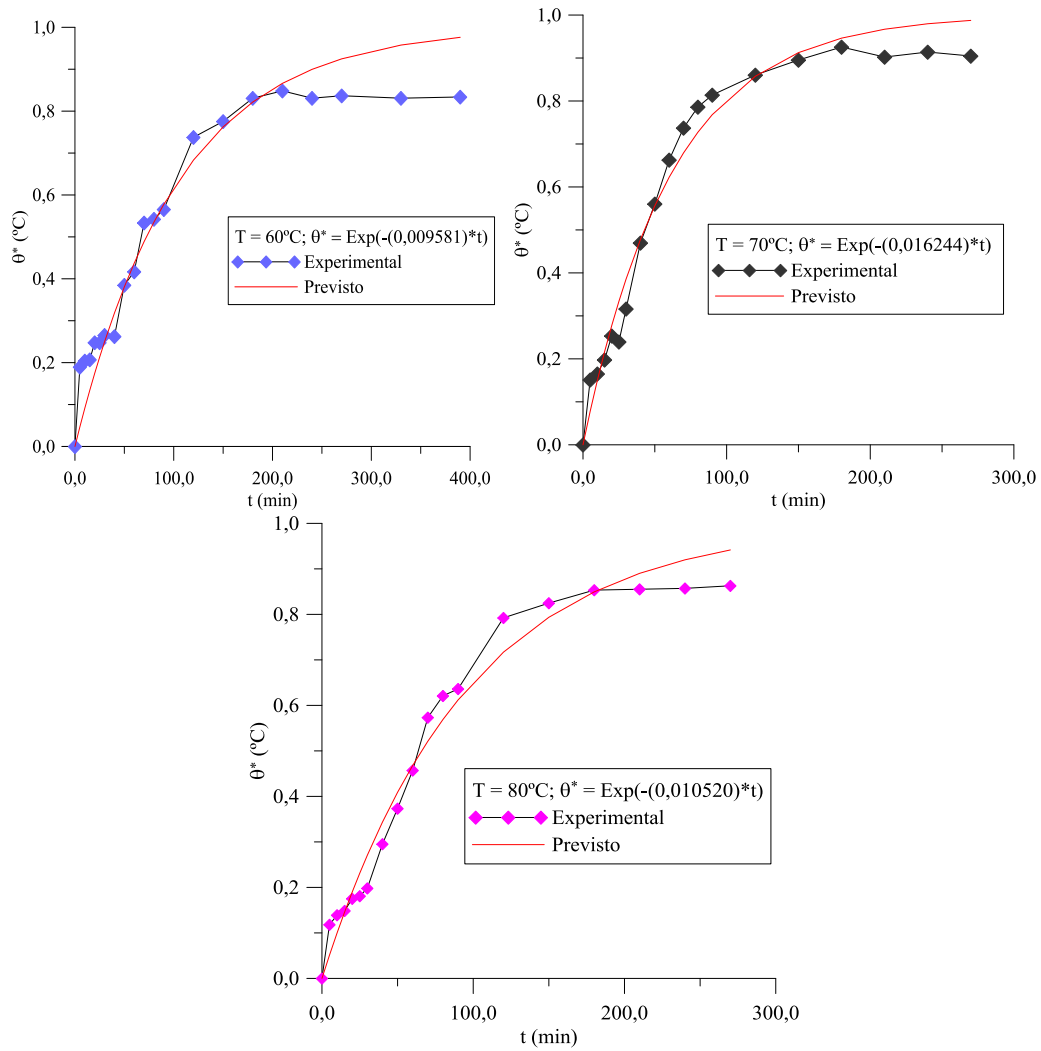 1,0
0,8
0,6
0,4
0,2
0,0
θ* (ºC)
T = 60ºC; θ* = Exp(-(0,009581)*t)
Experimental
Previsto
0,0 100,0 200,0 300,0 400,0
t (min)
1,0
0,8
0,6
0,4
0,2
0,0
θ* (ºC)
T = 70ºC; θ* = Exp(-(0,016244)*t)
Experimental
Previsto
0,0 100,0 200,0 300,0
t (min)
1,0
0,8
0,6
0,4
0,2
0,0
θ* (ºC)
T = 80ºC; θ* = Exp(-(0,010520)*t)
Experimental
Previsto
0,0 100,0 200,0 300,0
t (min)